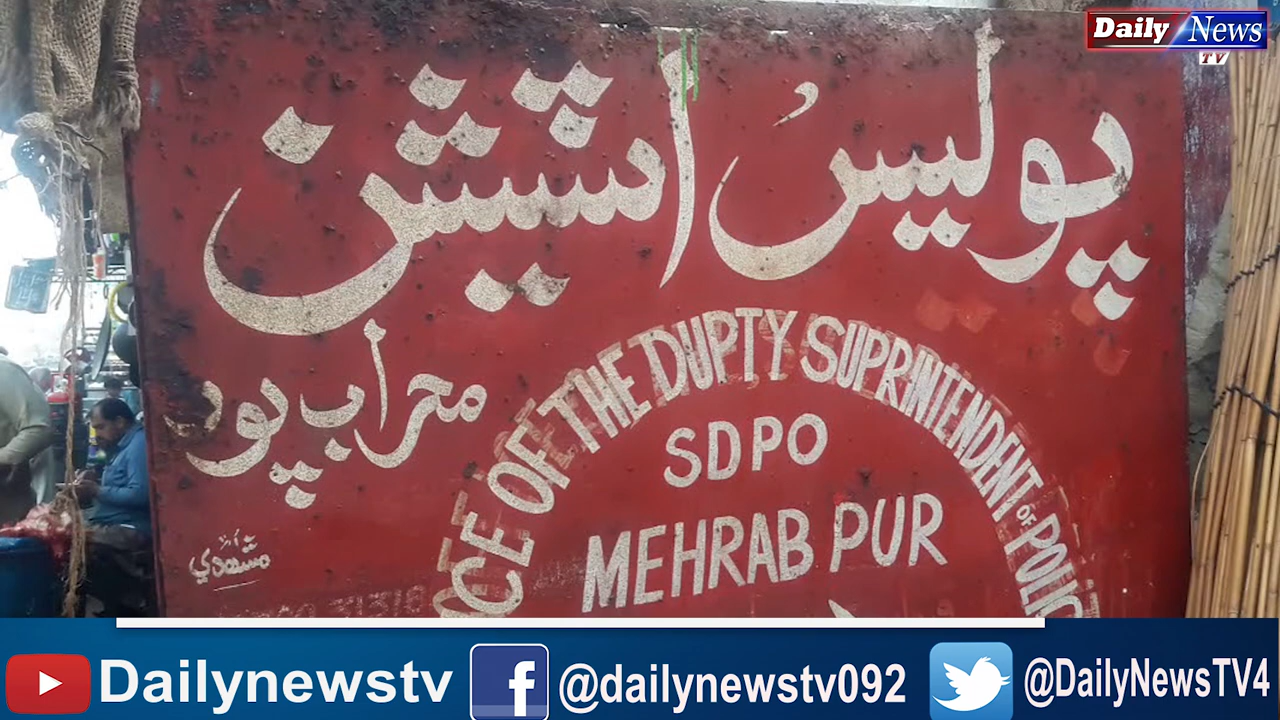 Daily News
TV
پولیس اسٹیشن
محراب پور
OFFICE OF THE DUPTY SUPRINTENDENT OF POLICE
SDPO
MEHRAB PUR
Dailynewstv
@dailynewstv092
@DailyNewsTV4